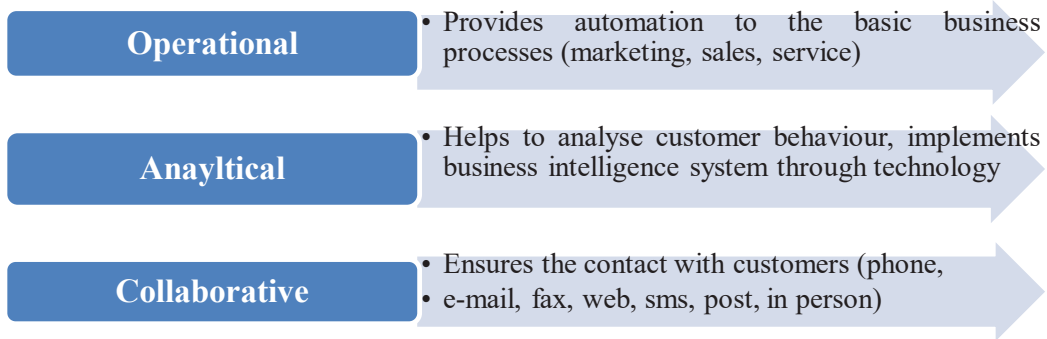 Operational
• Provides automation to the basic business
processes (marketing, sales, service)
Anayltical
• Helps to analyse customer behaviour, implements
business intelligence system through technology
Collaborative
• Ensures the contact with customers (phone,
• e-mail, fax, web, sms, post, in person)